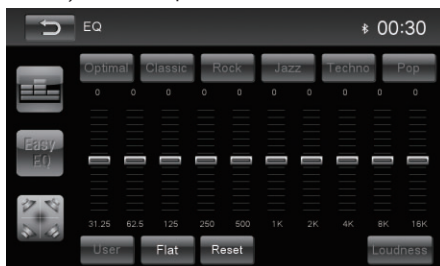 EQ 00:30
Optimal Classic Rock Jazz Techno Pop
0 0 0 0 0 0 0 0 0 0
Easy
EQ
31.25 62.5 125 250 500 1K 2K 4K 8K 16K
User Flat Reset Loudness